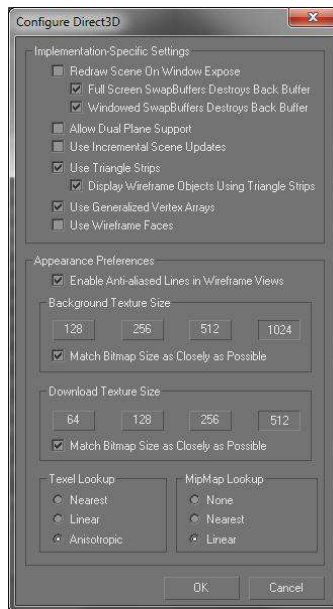 Configure Direct3D
Implementation-Specific Settings
Redraw Scene On Window Expose
Full Screen SwapBuffers Destroys Back Buffer
Windowed SwapBuffers Destroys Back Buffer
Allow Dual Plane Support
Use Incremental Scene Updates
Use Triangle Strips
Display Wireframe Objects Using Triangle Strips
Use Generalized Vertex Arrays
Use Wireframe Faces
Appearance Preferences
Enable Anti-aliased Lines in Wireframe Views
Background Texture Size
128 256 512 1024
Match Bitmap Size as Closely as Possible
Download Texture Size
64 128 256 512
Match Bitmap Size as Closely as Possible
Texel Lookup MipMap Lookup
Nearest None
Linear Nearest
Anisotropic Linear
OK Cancel